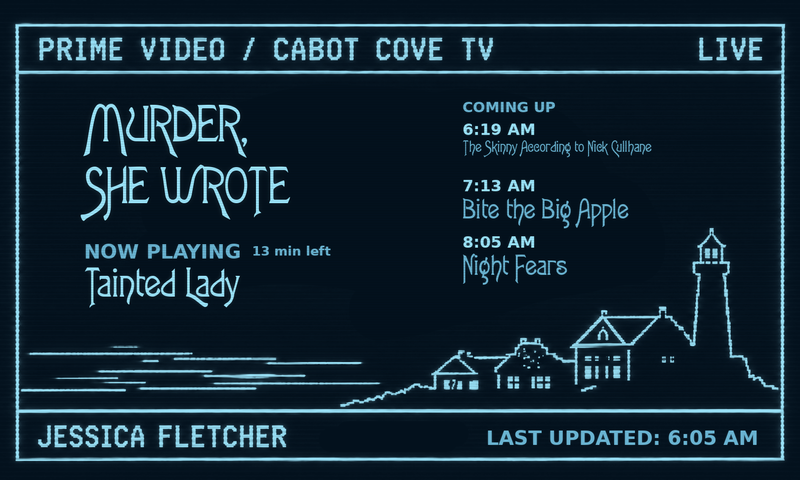 PRIME VIDEO / CABOT COVE TV
LIVE
MURDER,
SHE WROTE
NOW PLAYING 13 min left
Tainted Lady
COMING UP
6:19 AM
The Skinny According to Nick Cullhane
7:13 AM
Bite the Big Apple
8:05 AM
Night Fears
JESSICA FLETCHER
LAST UPDATED: 6:05 AM